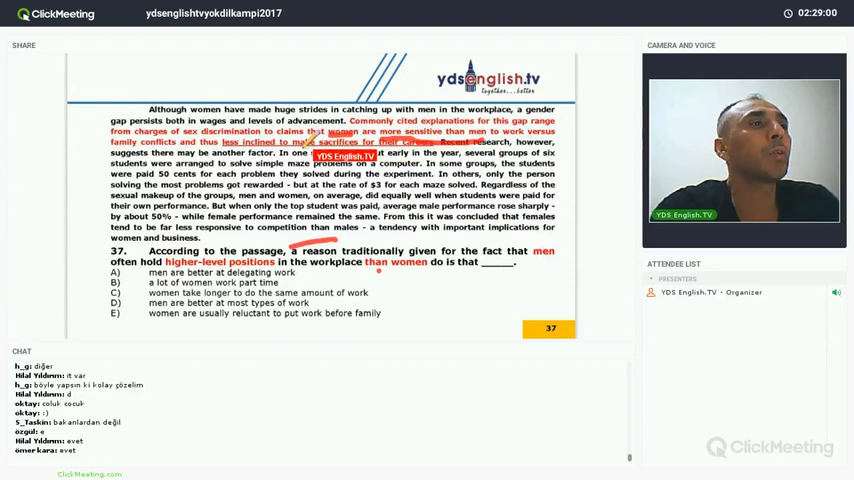 ClickMeeting
ydsenglishtvyokdilkampi2017
02:29:00
SHARE
CAMERA AND VOICE
ydsenglish.tv
together...better
Although women have made huge strides in catching up with men in the workplace, a gender
gap persists both in wages and levels of advancement. Commonly cited explanations for this gap range
from charges of sex discrimination to claims that women are more sensitive than men to work versus
family conflicts and thus less inclined to make sacrifices for their careers. Recent research, however,
suggests there may be another factor. In one ut early in the year, several groups of six
YDS English.TV
students were arranged to solve simple maze problems on a computer. In some groups, the students
were paid 50 cents for each problem they solved during the experiment. In others, only the person
solving the most problems got rewarded - but at the rate of $3 for each maze solved. Regardless of the
sexual makeup of the groups, men and women, on average, did equally well when students were paid for
their own performance. But when only the top student was paid, average male performance rose sharply -
by about 50% - while female performance remained the same. From this it was concluded that females
tend to be far less responsive to competition than males - a tendency with important implications for
women and business.
37. According to the passage, a reason traditionally given for the fact that men
often hold higher-level positions in the workplace than women do is that ______.
A) men are better at delegating work
B) a lot of women work part time
C) women take longer to do the same amount of work
D) men are better at most types of work
E) women are usually reluctant to put work before family
37
YDS English.TV
ATTENDEE LIST
PRESENTERS
YDS English.TV - Organizer
CHAT
h_g: diğer
Hilal Yıldırım: it var
h_g: böyle yapsın ki kolay çözelim
Hilal Yıldırım: d
oktay: coluk cocuk
oktay: :)
S_Taskin: bakanlardan değil
özgül: e
Hilal Yıldırım: evet
ömer kara: evet
ClickMeeting
ClickMeeting.com